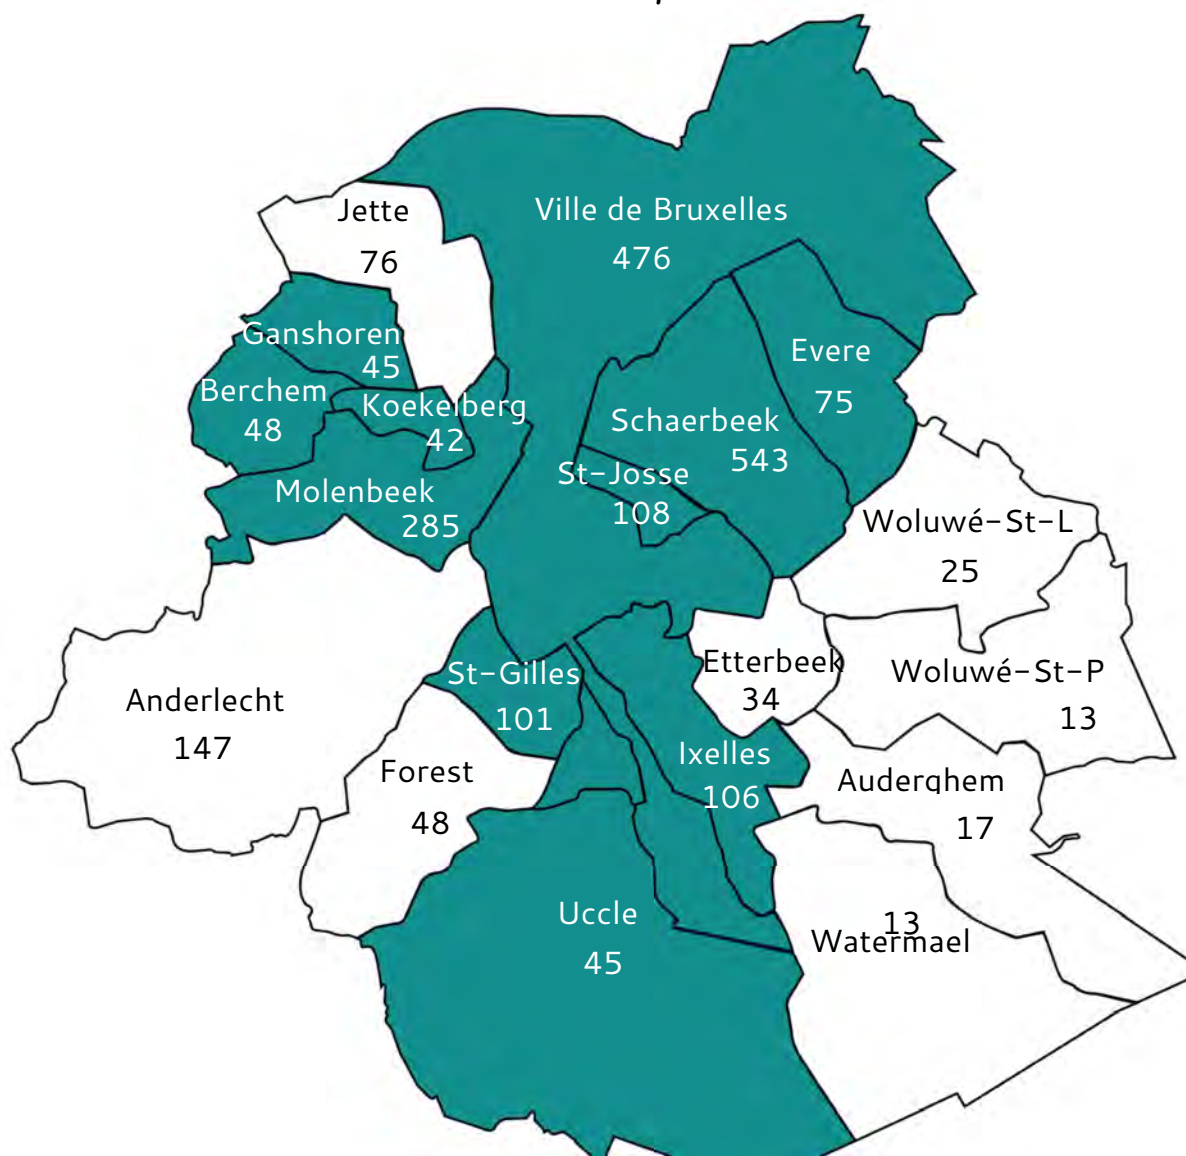 Jette
76
Ville de Bruxelles
476
Ganshoren
45
Berchem
48
Koekelberg
42
Evere
75
Schaerbeek
543
St-Josse
108
Molenbeek
285
Woluwé-St-L
25
Etterbeek
34
Woluwé-St-P
13
St-Gilles
101
Anderlecht
147
Ixelles
106
Forest
48
Auderghem
17
Uccle
45
13
Watermael